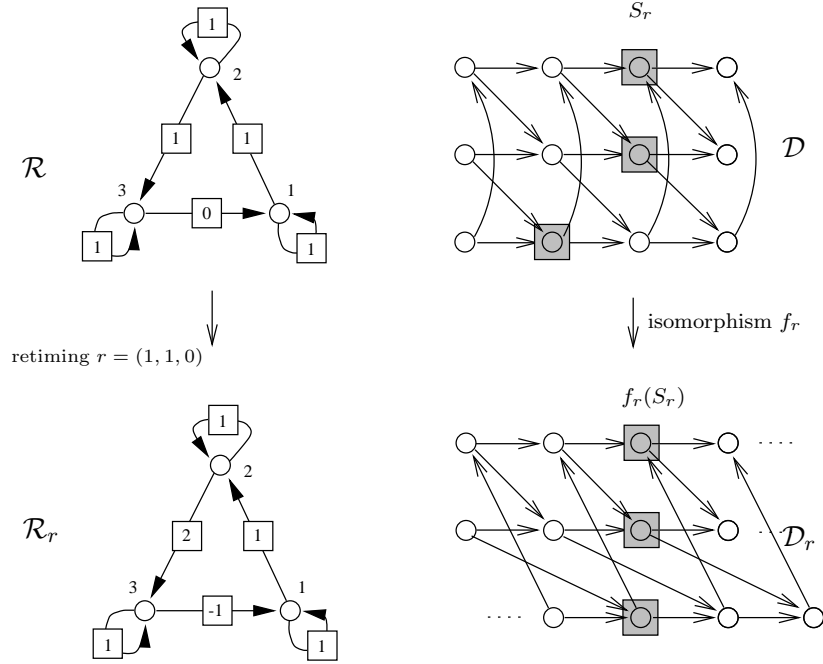 1
2
1
1
3
1
0
1
1
R
retiming r = (1, 1, 0)
1
2
2
1
3
1
-1
1
1
R_r
S_r
D
isomorphism f_r
f_r(S_r)
....
....
D_r
....